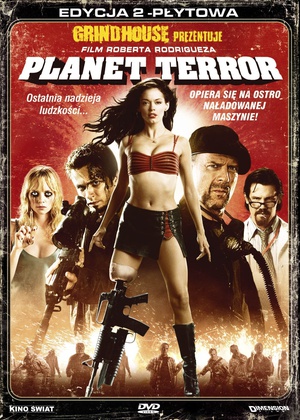 EDYCJA 2-PŁYTOWA
GRINDHOUSE PREZENTUJE
FILM ROBERTA RODRIGUEZA
PLANET TERROR
Ostatnia nadzieja
ludzkości...
OPIERA SIĘ NA OSTRO
NAŁADOWANEJ
MASZYNIE!
KINO ŚWIAT
DVD
VIDEO
DIMENSION